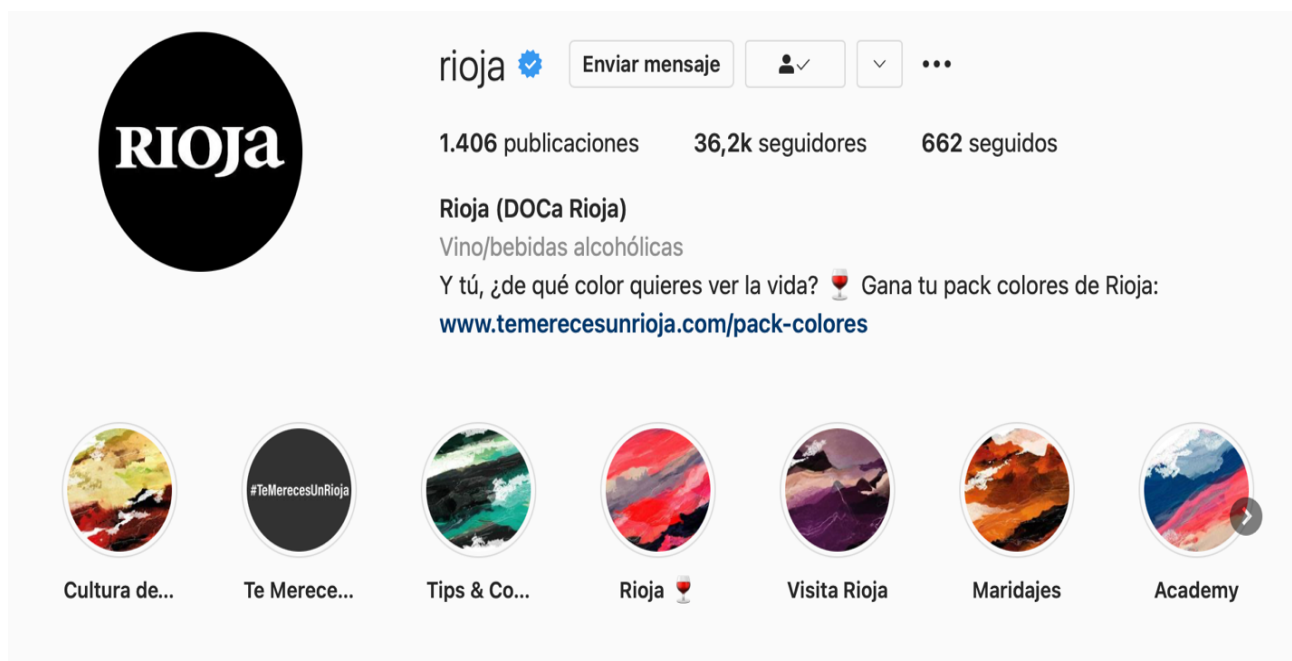 RIOJa
rioja
Enviar mensaje
1.406 publicaciones 36,2k seguidores 662 seguidos
Rioja (DOCa Rioja)
Vino/bebidas alcohólicas
Y tú, ¿de qué color quieres ver la vida? 🍷 Gana tu pack colores de Rioja:
www.temerecesunrioja.com/pack-colores
#TeMerecesUnRioja
Cultura de... Te Merece... Tips & Co... Rioja 🍷 Visita Rioja Maridajes Academy